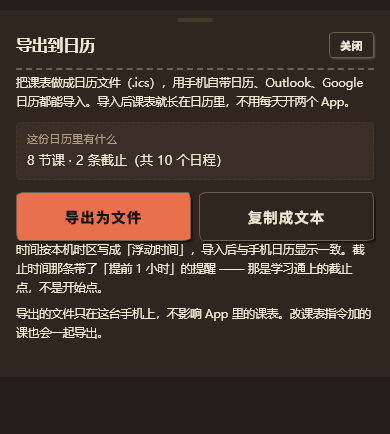 导出到日历
关闭
把课表做成日历文件（.ics），用手机自带日历、Outlook、Google
日历都能导入。导入后课表就长在日历里，不用每天开两个 App。
这份日历里有什么
8 节课 · 2 条截止（共 10 个日程）
导出为文件
复制成文本
时间按本机时区写成「浮动时间」，导入后与手机日历显示一致。截
止时间那条带了「提前 1 小时」的提醒 —— 那是学习通上的截止
点，不是开始点。
导出的文件只在这台手机上，不影响 App 里的课表。改课表指令加的
课也会一起导出。